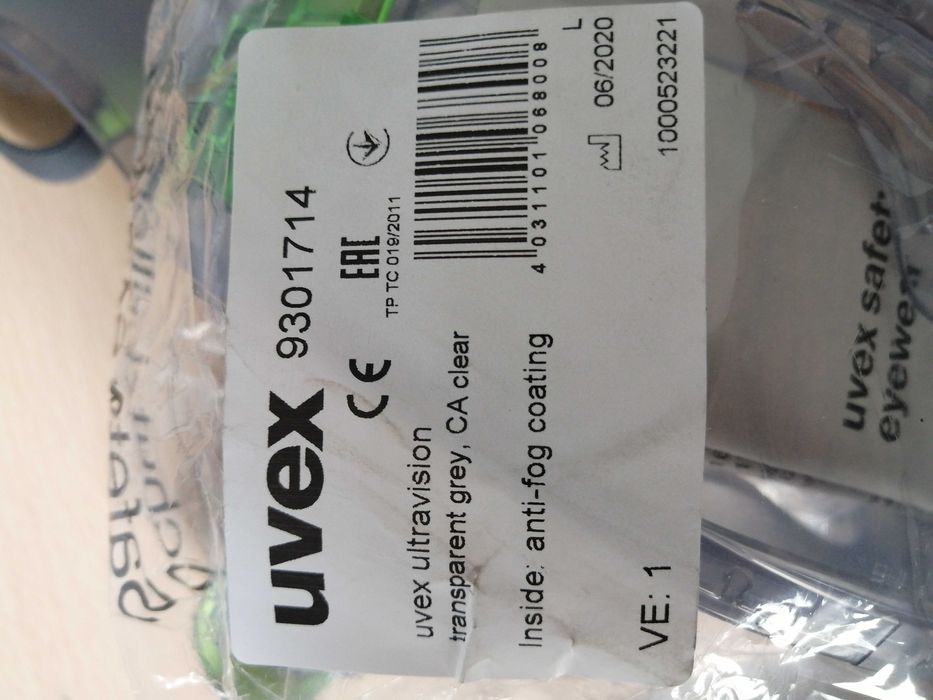 uvex 9301714
CE EAC
TP TC 019/2011
uvex ultravision
transparent grey, CA clear
4 031101 068008
Inside: anti-fog coating
L
06/2020
VE: 1
1000523221
uvex safety
eyewear